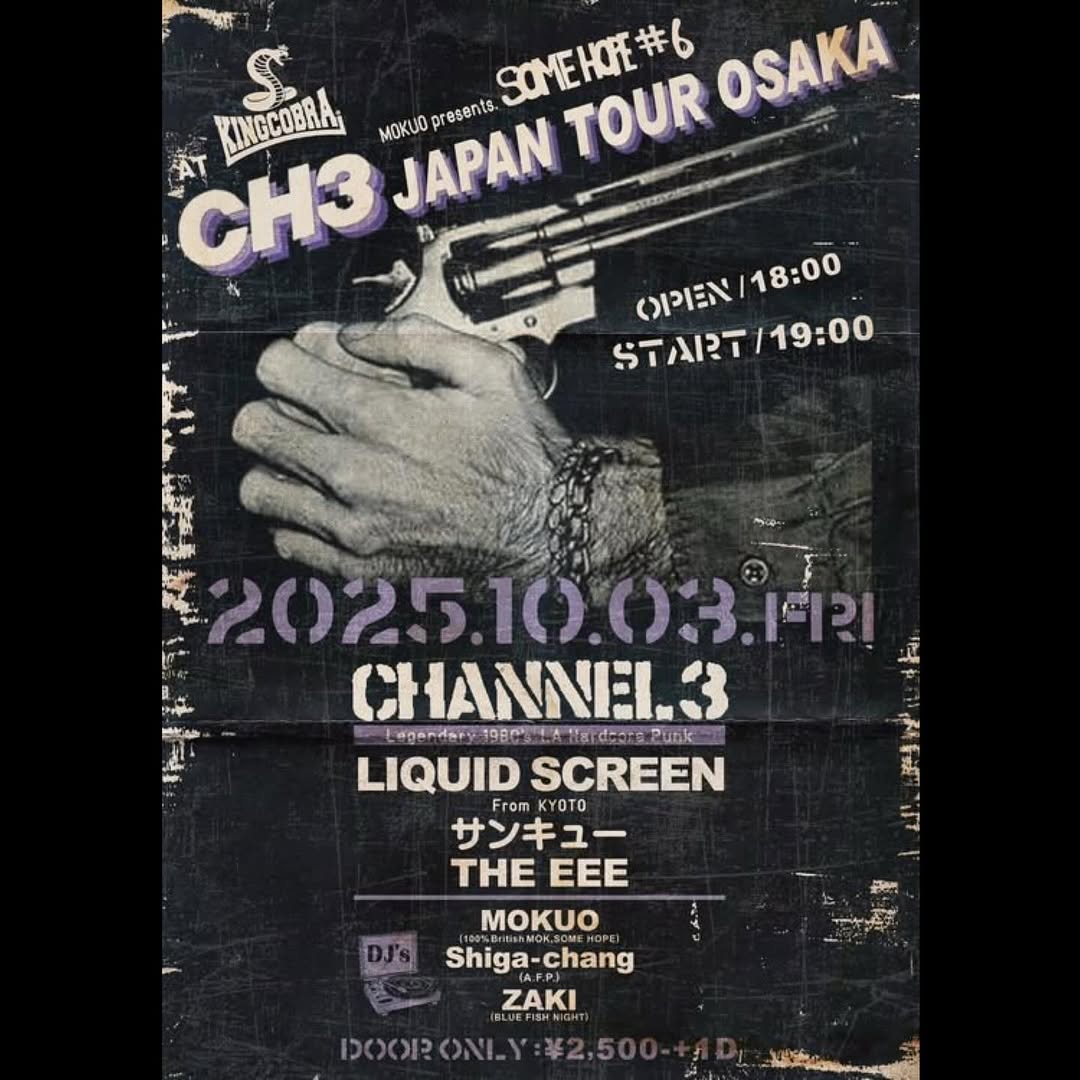 SOME HOPE #6
MOKUO presents.
KINGCOBRA
AT
CH3 JAPAN TOUR OSAKA
OPEN/18:00
START/19:00
2025.10.03.FRI
CHANNEL3
Legendary 1980's LA Hardcore Punk
LIQUID SCREEN
From KYOTO
サンキュー
THE EEE
DJ's
MOKUO
(100%British MOK,SOME HOPE)
Shiga-chang
(A.F.P.)
ZAKI
(BLUE FISH NIGHT)
DOOR ONLY:¥2,500-+1D